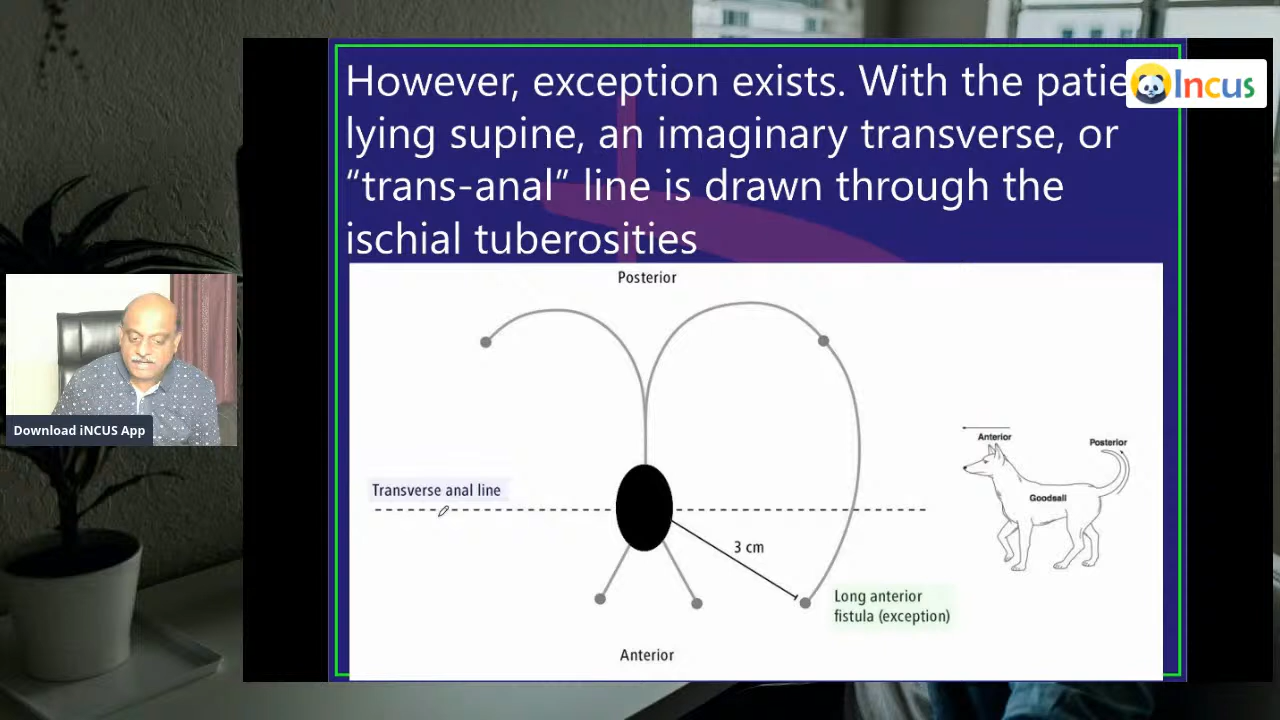 However, exception exists. With the patie
lying supine, an imaginary transverse, or
“trans-anal” line is drawn through the
ischial tuberosities
Incus
Posterior
Transverse anal line
3 cm
Long anterior
fistula (exception)
Anterior
Anterior
Posterior
Goodsall
Download iNCUS App